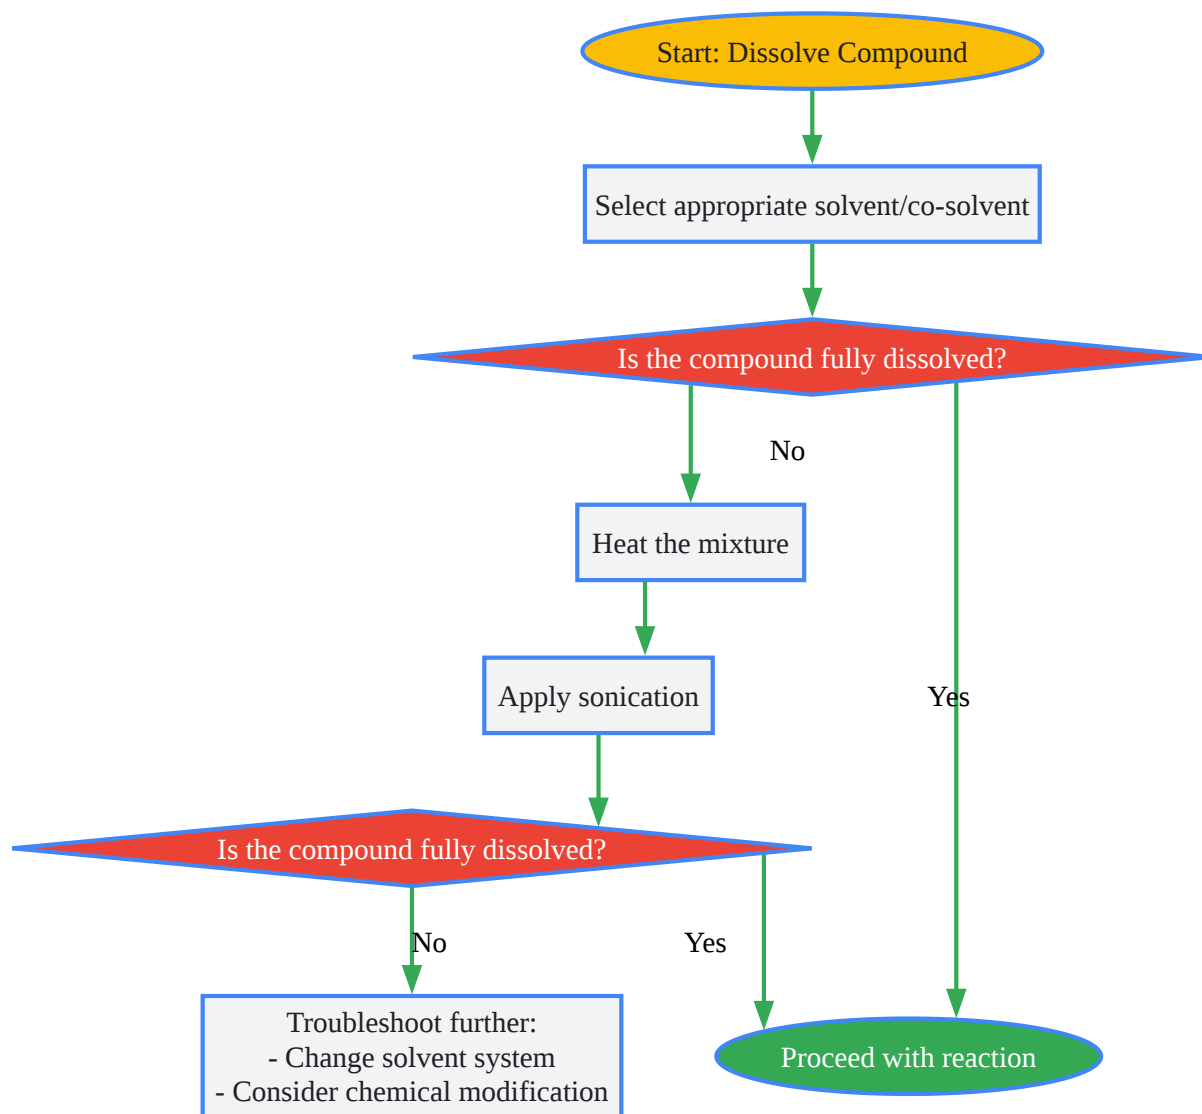 Start: Dissolve Compound
Select appropriate solvent/co-solvent
Is the compound fully dissolved?
No
Heat the mixture
Apply sonication
Yes
Is the compound fully dissolved?
No
Yes
Troubleshoot further:
- Change solvent system
- Consider chemical modification
Proceed with reaction